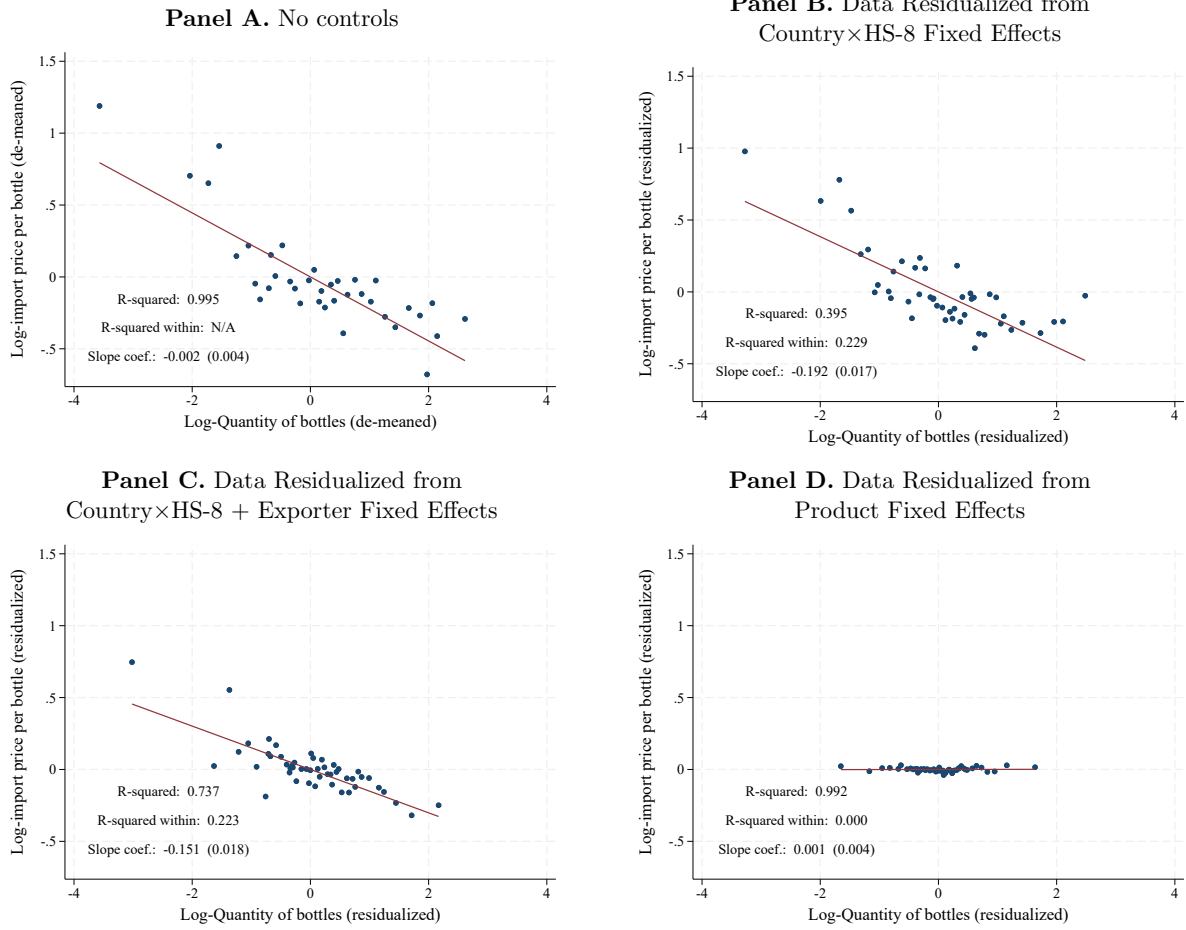 Panel A. No controls
Log-import price per bottle (de-meaned)
1.5
1
.5
0
-.5
R-squared: 0.995
R-squared within: N/A
Slope coef.: -0.002 (0.004)
-4 -2 0 2 4
Log-Quantity of bottles (de-meaned)
Panel B. Data Residualized from
Country×HS-8 Fixed Effects
Log-import price per bottle (residualized)
1.5
1
.5
0
-.5
R-squared: 0.395
R-squared within: 0.229
Slope coef.: -0.192 (0.017)
-4 -2 0 2 4
Log-Quantity of bottles (residualized)
Panel C. Data Residualized from
Country×HS-8 + Exporter Fixed Effects
Log-import price per bottle (residualized)
1.5
1
.5
0
-.5
R-squared: 0.737
R-squared within: 0.223
Slope coef.: -0.151 (0.018)
-4 -2 0 2 4
Log-Quantity of bottles (residualized)
Panel D. Data Residualized from
Product Fixed Effects
Log-import price per bottle (residualized)
1.5
1
.5
0
-.5
R-squared: 0.992
R-squared within: 0.000
Slope coef.: 0.001 (0.004)
-4 -2 0 2 4
Log-Quantity of bottles (residualized)